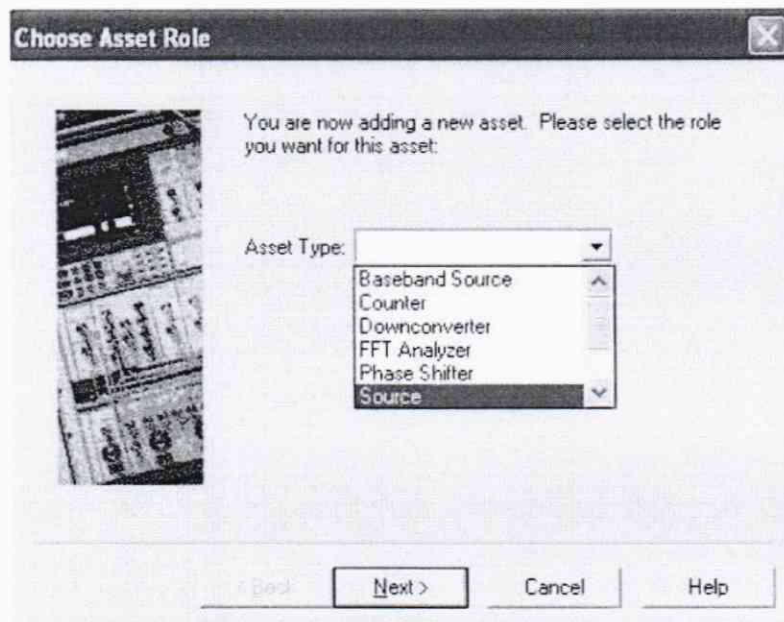 Choose Asset Role
You are now adding a new asset. Please select the role
you want for this asset:
Asset Type:
Baseband Source
Counter
Downconverter
FFT Analyzer
Phase Shifter
Source
< Back
Next >
Cancel
Help